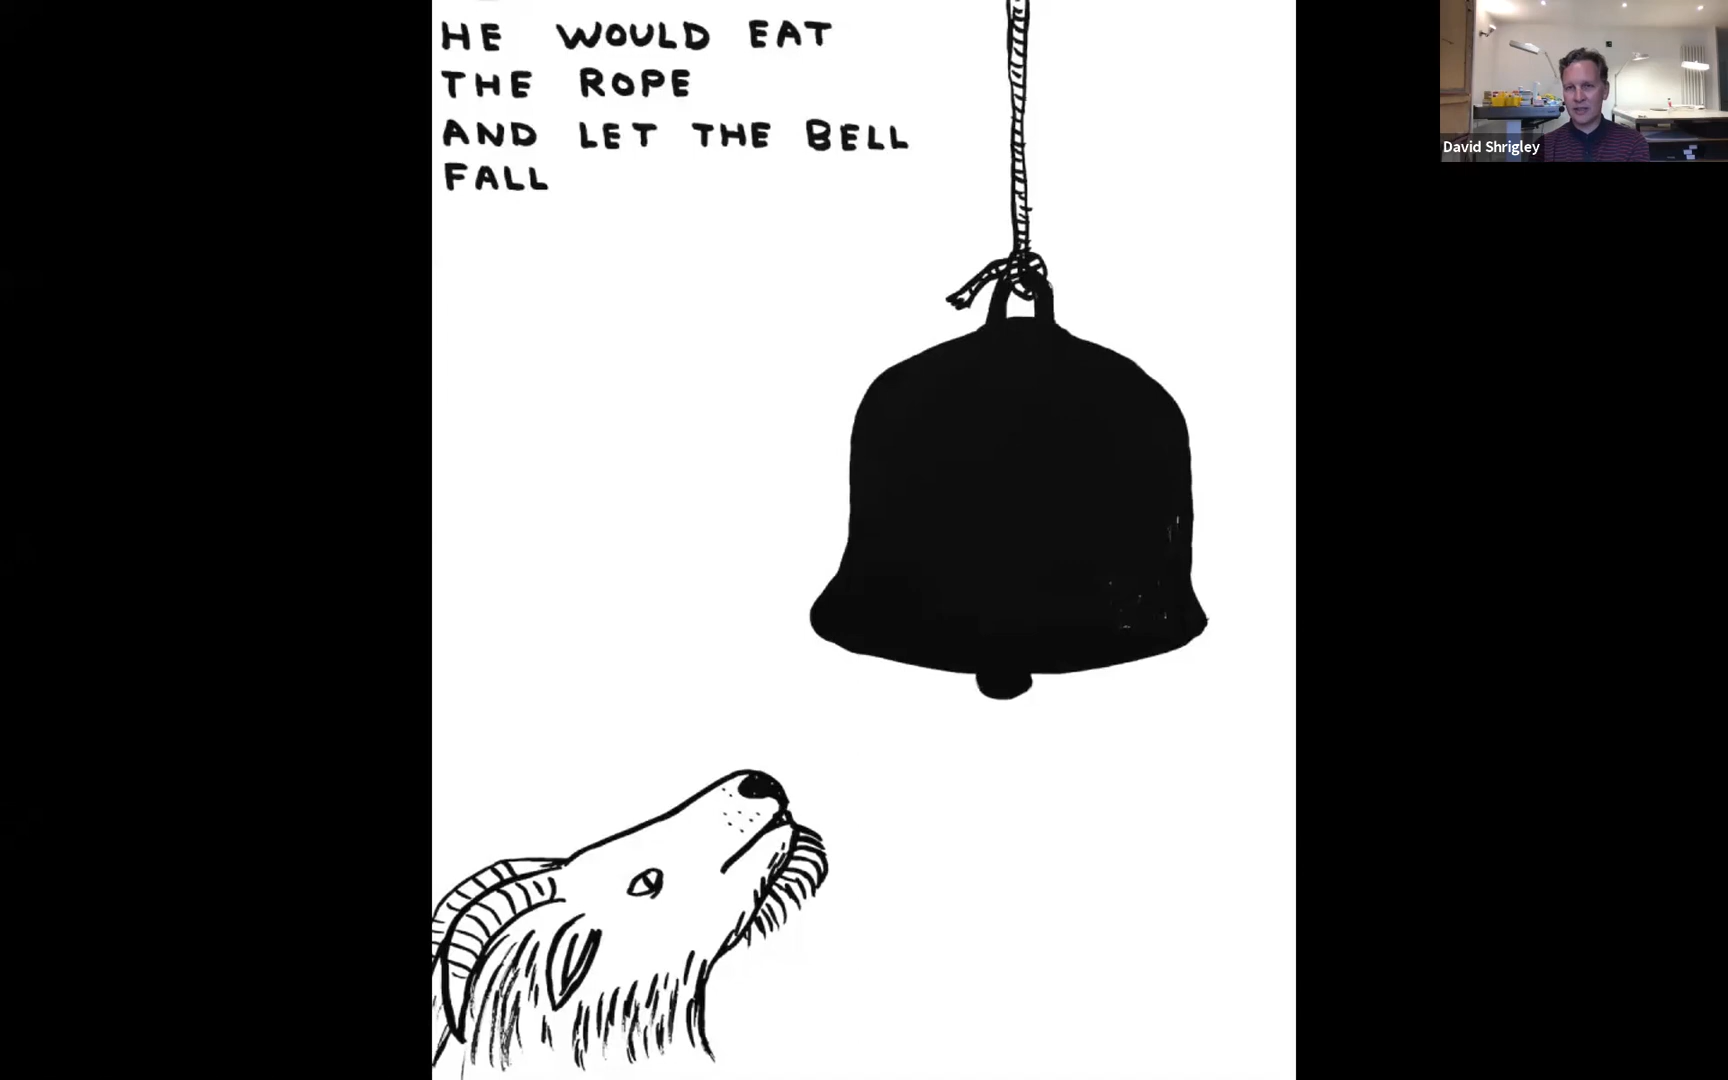 HE WOULD EAT
THE ROPE
AND LET THE BELL
FALL
David Shrigley